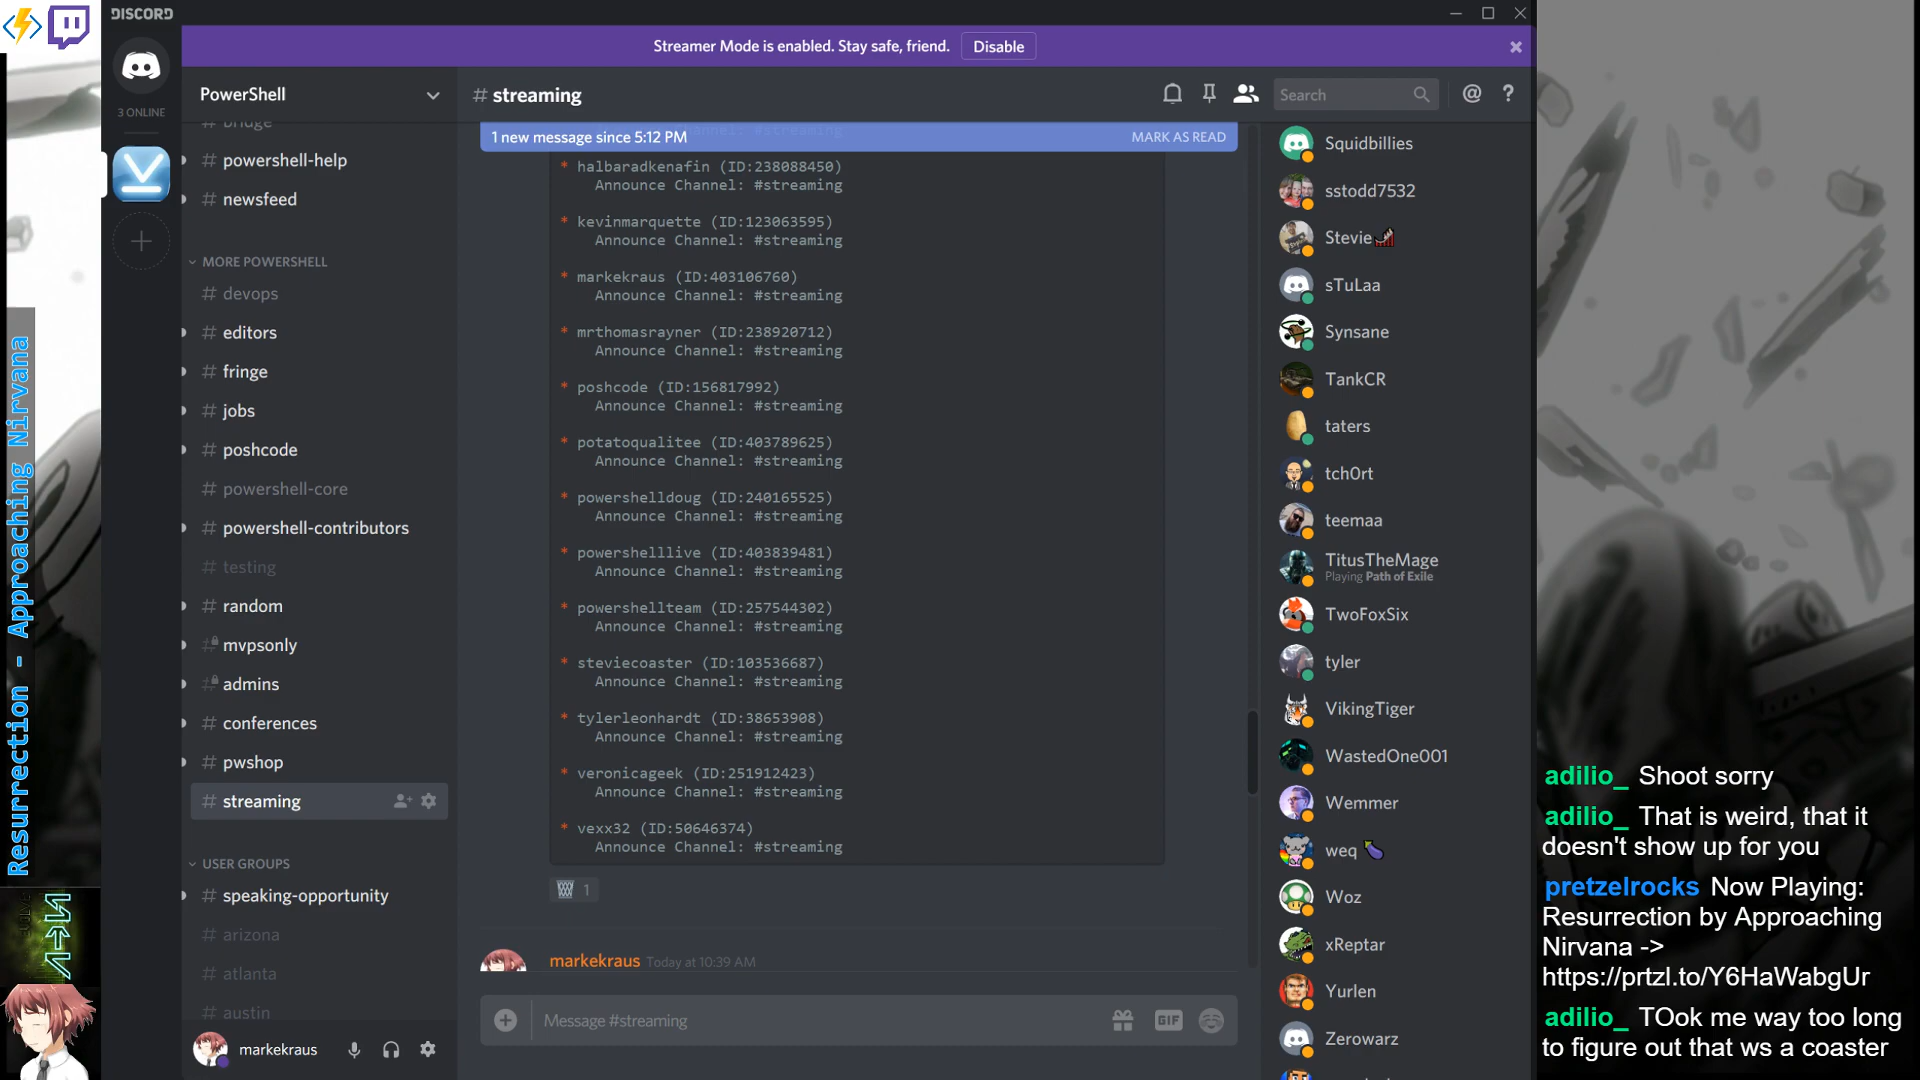 DISCORD
Streamer Mode is enabled. Stay safe, friend.
Disable
3 ONLINE
PowerShell
bridge
powershell-help
newsfeed
MORE POWERSHELL
devops
editors
fringe
jobs
poshcode
powershell-core
powershell-contributors
testing
random
mvpsonly
admins
conferences
pwshop
streaming
USER GROUPS
speaking-opportunity
arizona
atlanta
austin
markekraus
# streaming
Search
1 new message since 5:12 PM
MARK AS READ
* halbaradkenafin (ID:238088450)
Announce Channel: #streaming
* kevinmarquette (ID:123063595)
Announce Channel: #streaming
* markekraus (ID:403106760)
Announce Channel: #streaming
* mrthomasrayner (ID:238920712)
Announce Channel: #streaming
* poshcode (ID:156817992)
Announce Channel: #streaming
* potatoqualitee (ID:403789625)
Announce Channel: #streaming
* powershelldoug (ID:240165525)
Announce Channel: #streaming
* powershelllive (ID:403839481)
Announce Channel: #streaming
* powershellteam (ID:257544302)
Announce Channel: #streaming
* steviecoaster (ID:103536687)
Announce Channel: #streaming
* tylerleonhardt (ID:38653908)
Announce Channel: #streaming
* veronicageek (ID:251912423)
Announce Channel: #streaming
* vexx32 (ID:50646374)
Announce Channel: #streaming
1
markekraus Today at 10:39 AM
Message #streaming
GIF
Squidbillies
sstodd7532
Stevie
sTuLaa
Synsane
TankCR
taters
tch0rt
teemaa
TitusTheMage
Playing Path of Exile
TwoFoxSix
tyler
VikingTiger
WastedOne001
Wemmer
weq
Woz
xReptar
Yurlen
Zerowarz
Resurrection - Approaching Nirvana
adilio_ Shoot sorry
adilio_ That is weird, that it
doesn't show up for you
pretzelrocks Now Playing:
Resurrection by Approaching
Nirvana ->
https://prtzl.to/Y6HaWabgUr
adilio_ TOok me way too long
to figure out that ws a coaster